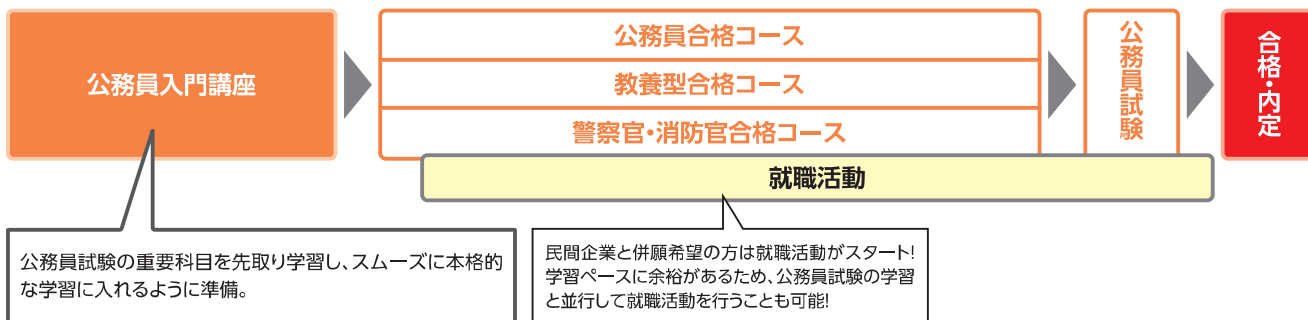 公務員入門講座
公務員合格コース
教養型合格コース
警察官・消防官合格コース
公務員試験
合格・内定
就職活動
公務員試験の重要科目を先取り学習し、スムーズに本格的
な学習に入れるように準備。
民間企業と併願希望の方は就職活動がスタート!
学習ペースに余裕があるため、公務員試験の学習
と並行して就職活動を行うことも可能!